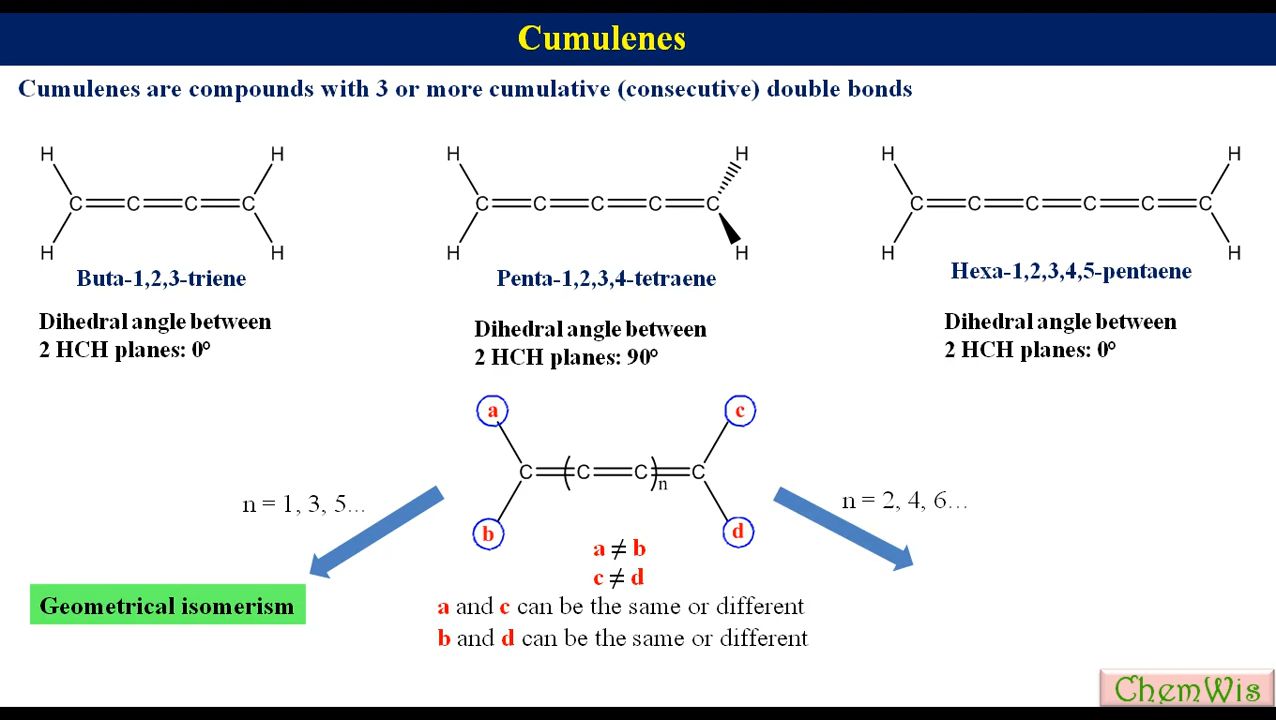 Cumulenes
Cumulenes are compounds with 3 or more cumulative (consecutive) double bonds
H H
C C C C
H H
Buta-1,2,3-triene
Dihedral angle between
2 HCH planes: 0°
H H
C C C C C
H H
Penta-1,2,3,4-tetraene
Dihedral angle between
2 HCH planes: 90°
H H
C C C C C C
H H
Hexa-1,2,3,4,5-pentaene
Dihedral angle between
2 HCH planes: 0°
a c
C (C C)n C
b d
n = 1, 3, 5...
n = 2, 4, 6...
a ≠ b
c ≠ d
a and c can be the same or different
b and d can be the same or different
Geometrical isomerism
ChemWis